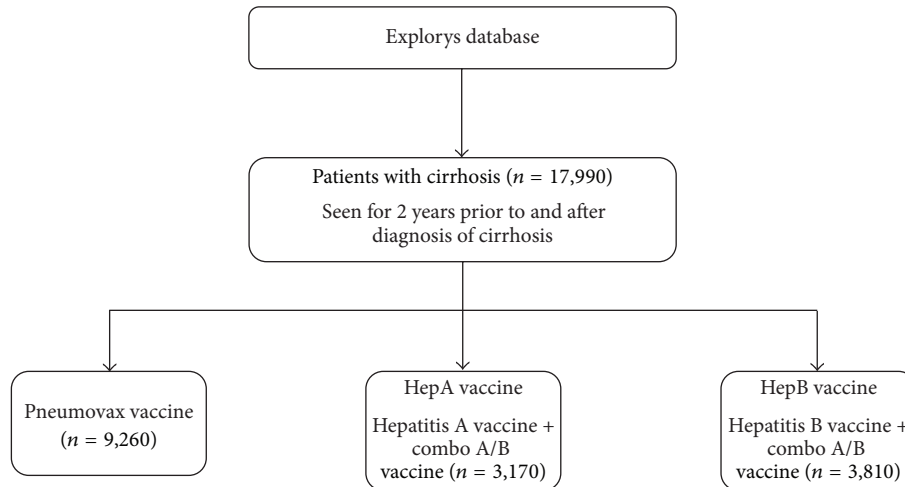 Explorys database
Patients with cirrhosis (n = 17,990)
Seen for 2 years prior to and after
diagnosis of cirrhosis
Pneumovax vaccine
(n = 9,260)
HepA vaccine
Hepatitis A vaccine +
combo A/B
vaccine (n = 3,170)
HepB vaccine
Hepatitis B vaccine +
combo A/B
vaccine (n = 3,810)